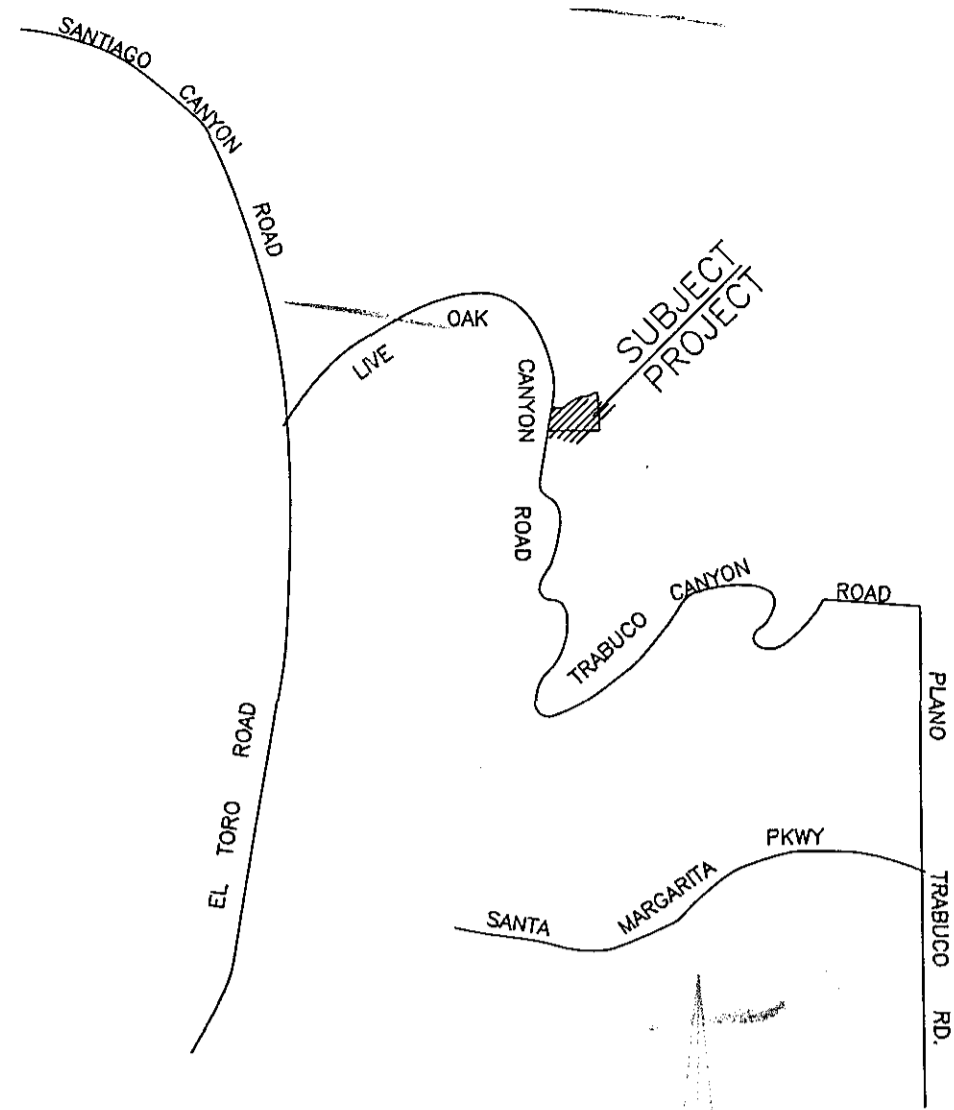 SANTIAGO CANYON ROAD
LIVE OAK CANYON ROAD
SUBJECT
PROJECT
TRABUCO CANYON ROAD
PLANO TRABUCO RD.
EL TORO ROAD
SANTA MARGARITA PKWY